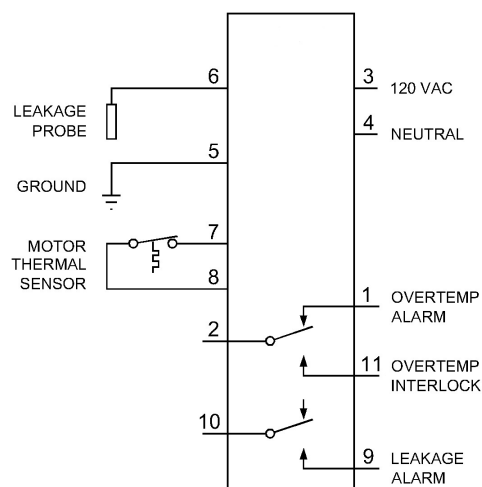 6
3
120 VAC
LEAKAGE
PROBE
4
NEUTRAL
5
GROUND
7
MOTOR
THERMAL
SENSOR
8
1
OVERTEMP
ALARM
2
11
OVERTEMP
INTERLOCK
10
9
LEAKAGE
ALARM